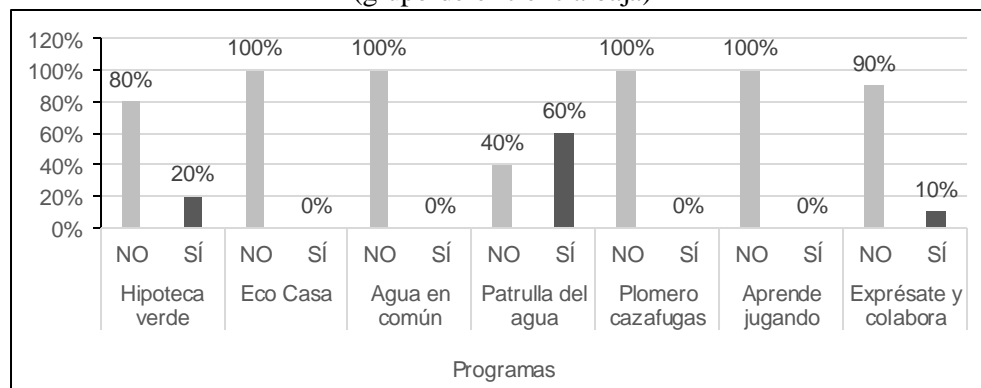 120%
100%
80%
60%
40%
20%
0%
80%
20%
100%
0%
100%
0%
40%
60%
100%
0%
100%
0%
90%
10%
NO SÍ NO SÍ NO SÍ NO SÍ NO SÍ NO SÍ NO SÍ
Hipoteca verde
Eco Casa
Agua en común
Patrulla del agua
Plomero cazafugas
Aprende jugando
Exprésate y colabora
Programas